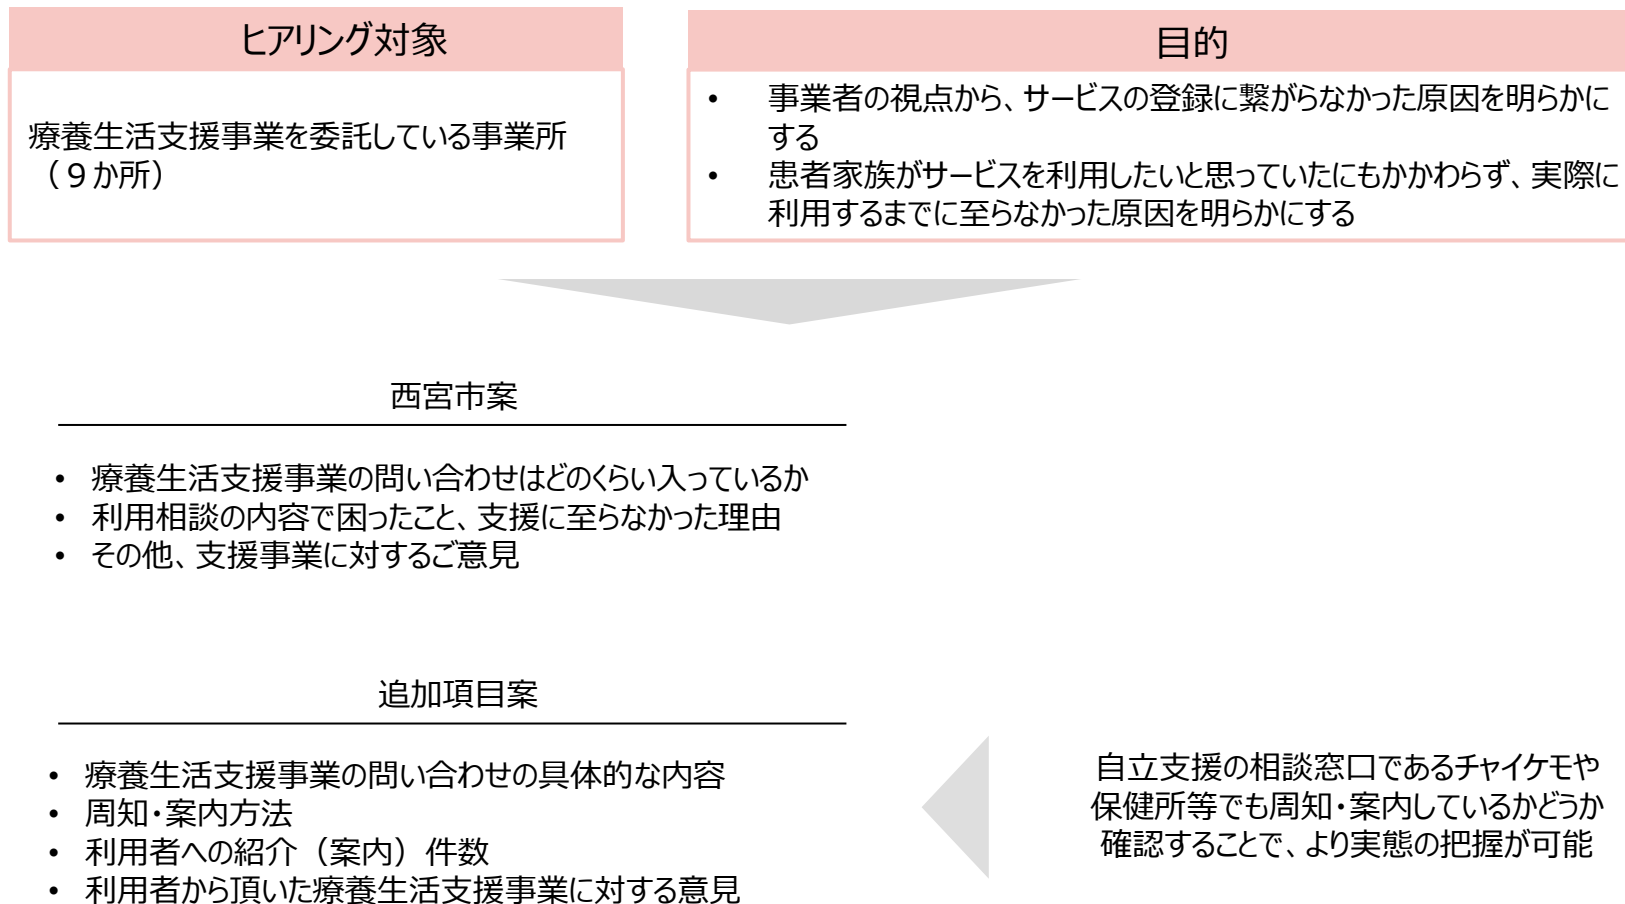 ヒアリング対象
療養生活支援事業を委託している事業所
（９か所）
目的
• 事業者の視点から、サービスの登録に繋がらなかった原因を明らかに
する
• 患者家族がサービスを利用したいと思っていたにもかかわらず、実際に
利用するまでに至らなかった原因を明らかにする
西宮市案
• 療養生活支援事業の問い合わせはどのくらい入っているか
• 利用相談の内容で困ったこと、支援に至らなかった理由
• その他、支援事業に対するご意見
追加項目案
• 療養生活支援事業の問い合わせの具体的な内容
• 周知・案内方法
• 利用者への紹介（案内）件数
• 利用者から頂いた療養生活支援事業に対する意見
自立支援の相談窓口であるチャイケモや
保健所等でも周知・案内しているかどうか
確認することで、より実態の把握が可能